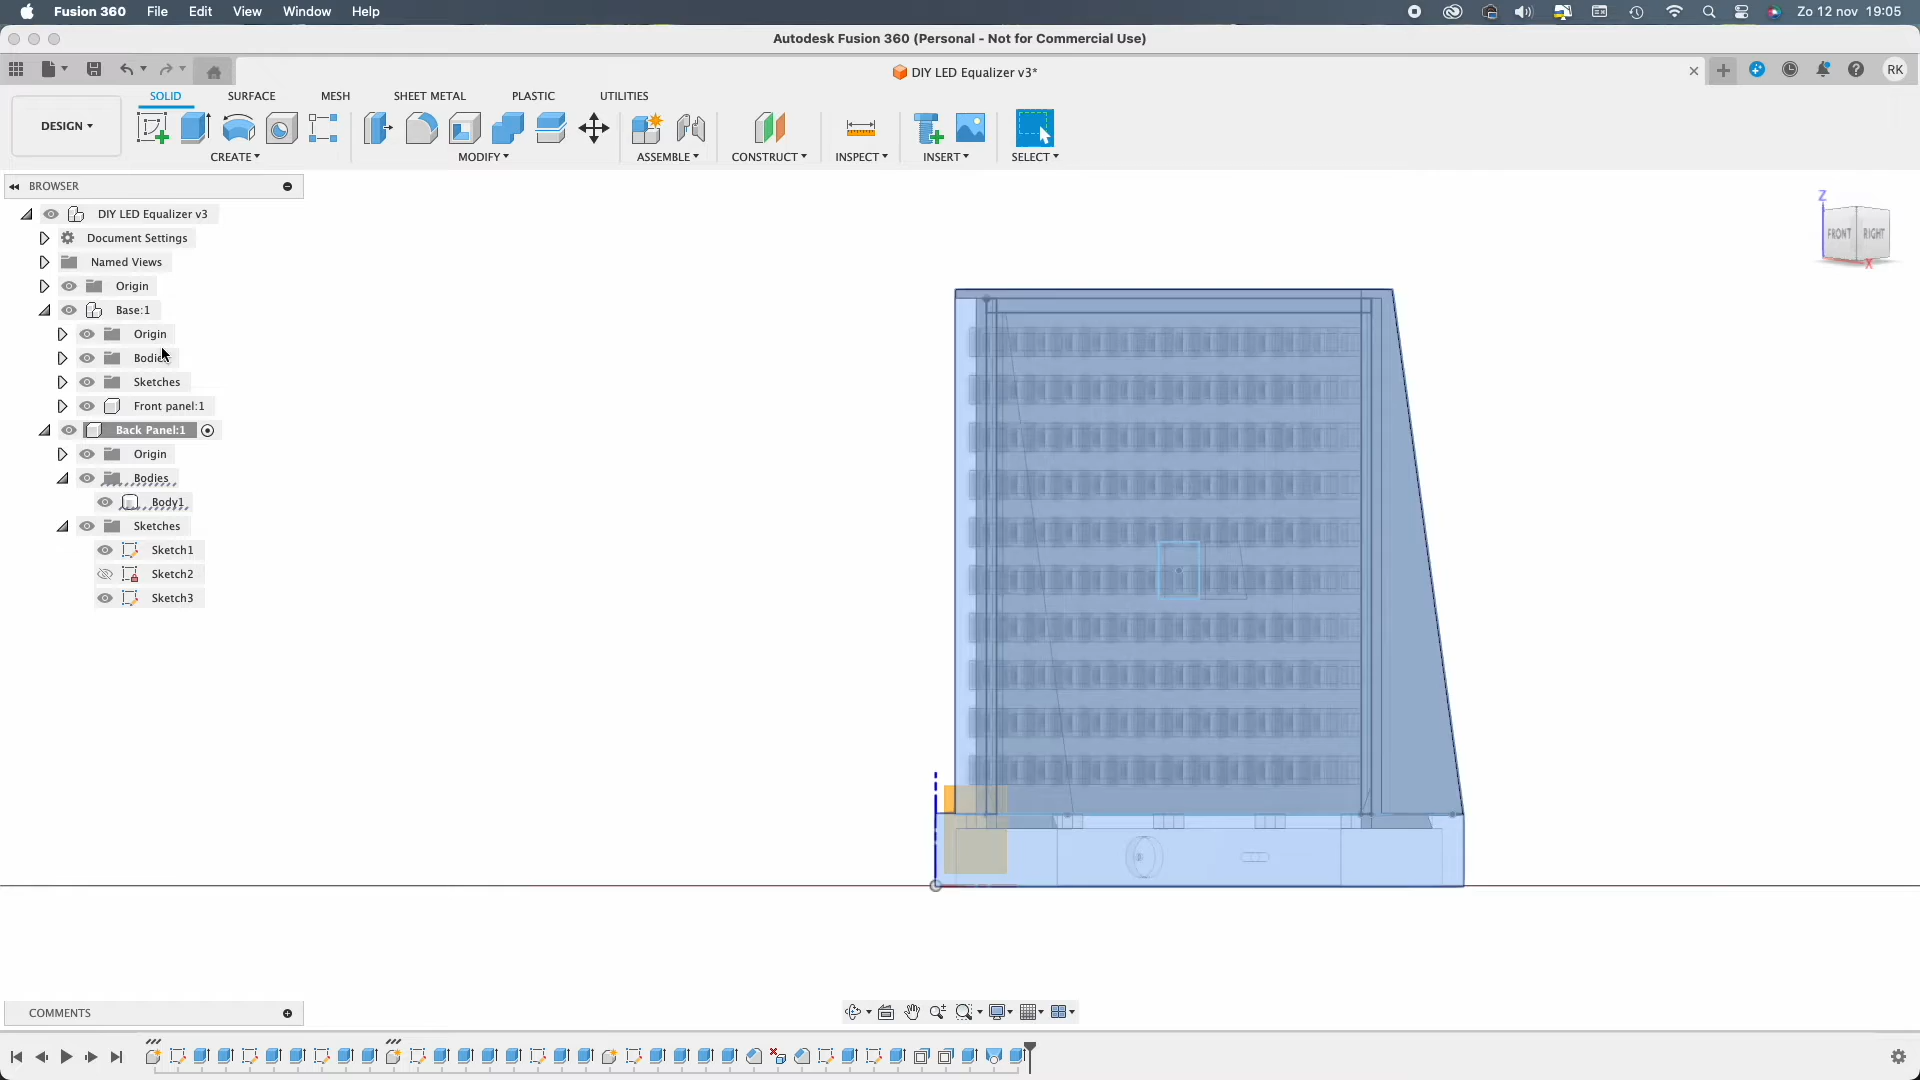 Fusion 360 File Edit View Window Help Zo 12 nov 19:05
Autodesk Fusion 360 (Personal - Not for Commercial Use)
DIY LED Equalizer v3* RK
SOLID SURFACE MESH SHEET METAL PLASTIC UTILITIES
DESIGN
CREATE MODIFY ASSEMBLE CONSTRUCT INSPECT INSERT SELECT
BROWSER
DIY LED Equalizer v3
Document Settings
Named Views
Origin
Base:1
Origin
Bodies
Sketches
Front panel:1
Back Panel:1
Origin
Bodies
Body1
Sketches
Sketch1
Sketch2
Sketch3
Z
FRONT RIGHT
X
COMMENTS